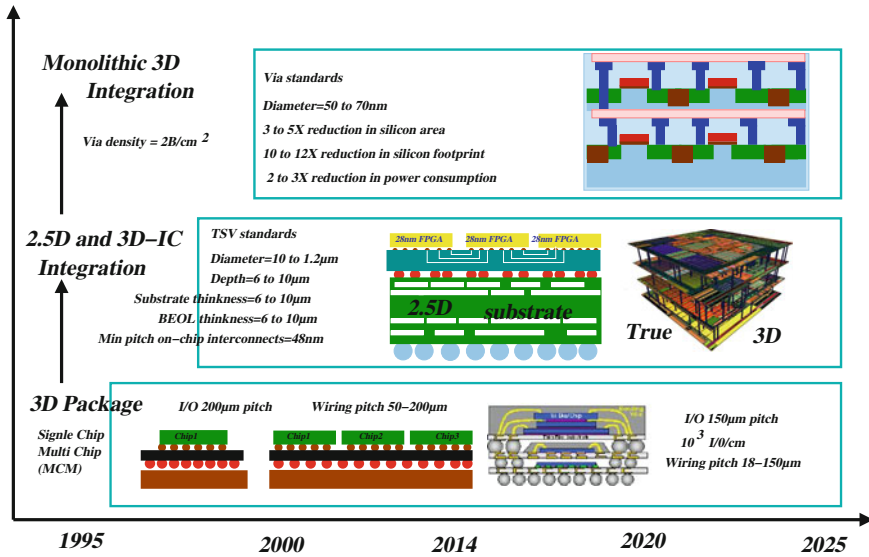 Monolithic 3D
Integration
Via density = 2B/cm 2
Via standards
Diameter=50 to 70nm
3 to 5X reduction in silicon area
10 to 12X reduction in silicon footprint
2 to 3X reduction in power consumption
2.5D and 3D-IC
Integration
TSV standards
Diameter=10 to 1.2µm
Depth=6 to 10µm
Substrate thinkness=6 to 10µm
BEOL thinkness=6 to 10µm
Min pitch on-chip interconnects=48nm
28nm FPGA 28nm FPGA 28nm FPGA
2.5D substrate
True 3D
3D Package
Signle Chip
Multi Chip
(MCM)
I/O 200µm pitch Wiring pitch 50-200µm
Chip1 Chip1 Chip2 Chip3
I/O 150µm pitch
10 3 I/0/cm
Wiring pitch 18-150µm
1995 2000 2014 2020 2025